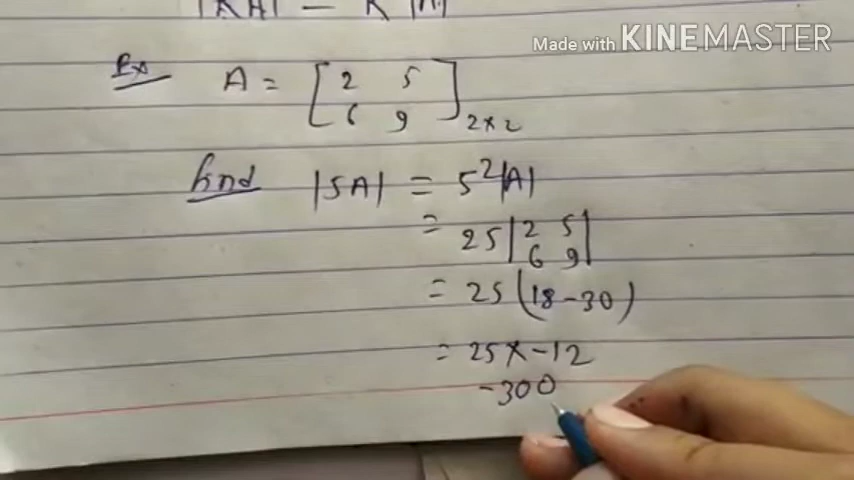 |KA| = K |A|
Made with KINEMASTER
Ex A = [ 2 5
6 9 ] 2×2
find |5A| = 5²|A|
= 25 | 2 5
6 9 |
= 25 (18-30)
= 25 × -12
-300